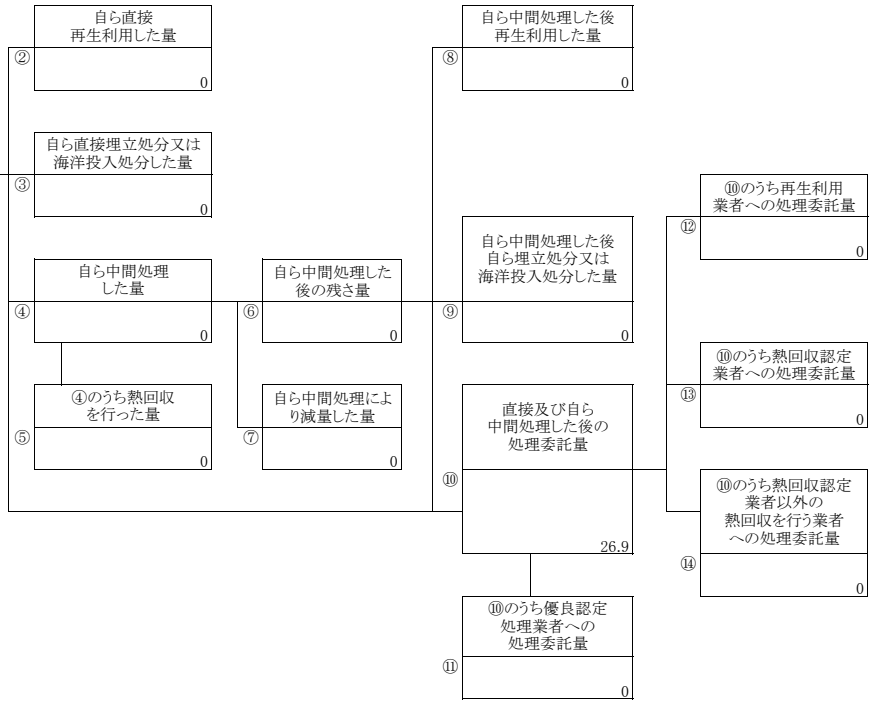 自ら直接
再生利用した量
②
0
自ら中間処理した後
再生利用した量
⑧
0
自ら直接埋立処分又は
海洋投入処分した量
③
0
⑩のうち再生利用
業者への処理委託量
⑫
0
自ら中間処理した後
自ら埋立処分又は
海洋投入処分した量
⑨
0
自ら中間処理
した量
④
0
自ら中間処理した
後の残さ量
⑥
0
⑩のうち熱回収認定
業者への処理委託量
⑬
0
④のうち熱回収
を行った量
⑤
0
自ら中間処理によ
り減量した量
⑦
0
直接及び自ら
中間処理した後の
処理委託量
⑩
26.9
⑩のうち熱回収認定
業者以外の
熱回収を行う業者
への処理委託量
⑭
0
⑩のうち優良認定
処理業者への
処理委託量
⑪
0